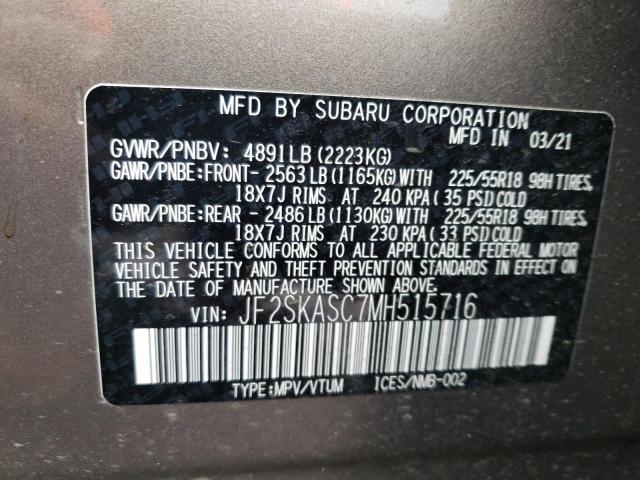 MFD BY SUBARU CORPORATION
MFD IN 03/21
GVWR/PNBV: 4891LB (2223KG)
GAWR/PNBE:FRONT- 2563LB (1165KG)WITH 225/55R18 98H TIRES,
18X7J RIMS AT 240 KPA ( 35 PSI) COLD
GAWR/PNBE:REAR - 2486LB (1130KG)WITH 225/55R18 98H TIRES,
18X7J RIMS AT 230 KPA ( 33 PSI) COLD
THIS VEHICLE CONFORMS TO ALL APPLICABLE FEDERAL MOTOR
VEHICLE SAFETY AND THEFT PREVENTION STANDARDS IN EFFECT ON
THE DATE OF MANUFACTURE SHOWN ABOVE.
VIN: JF2SKASC7MH515716
TYPE:MPV/VTUM ICES/NMB-002